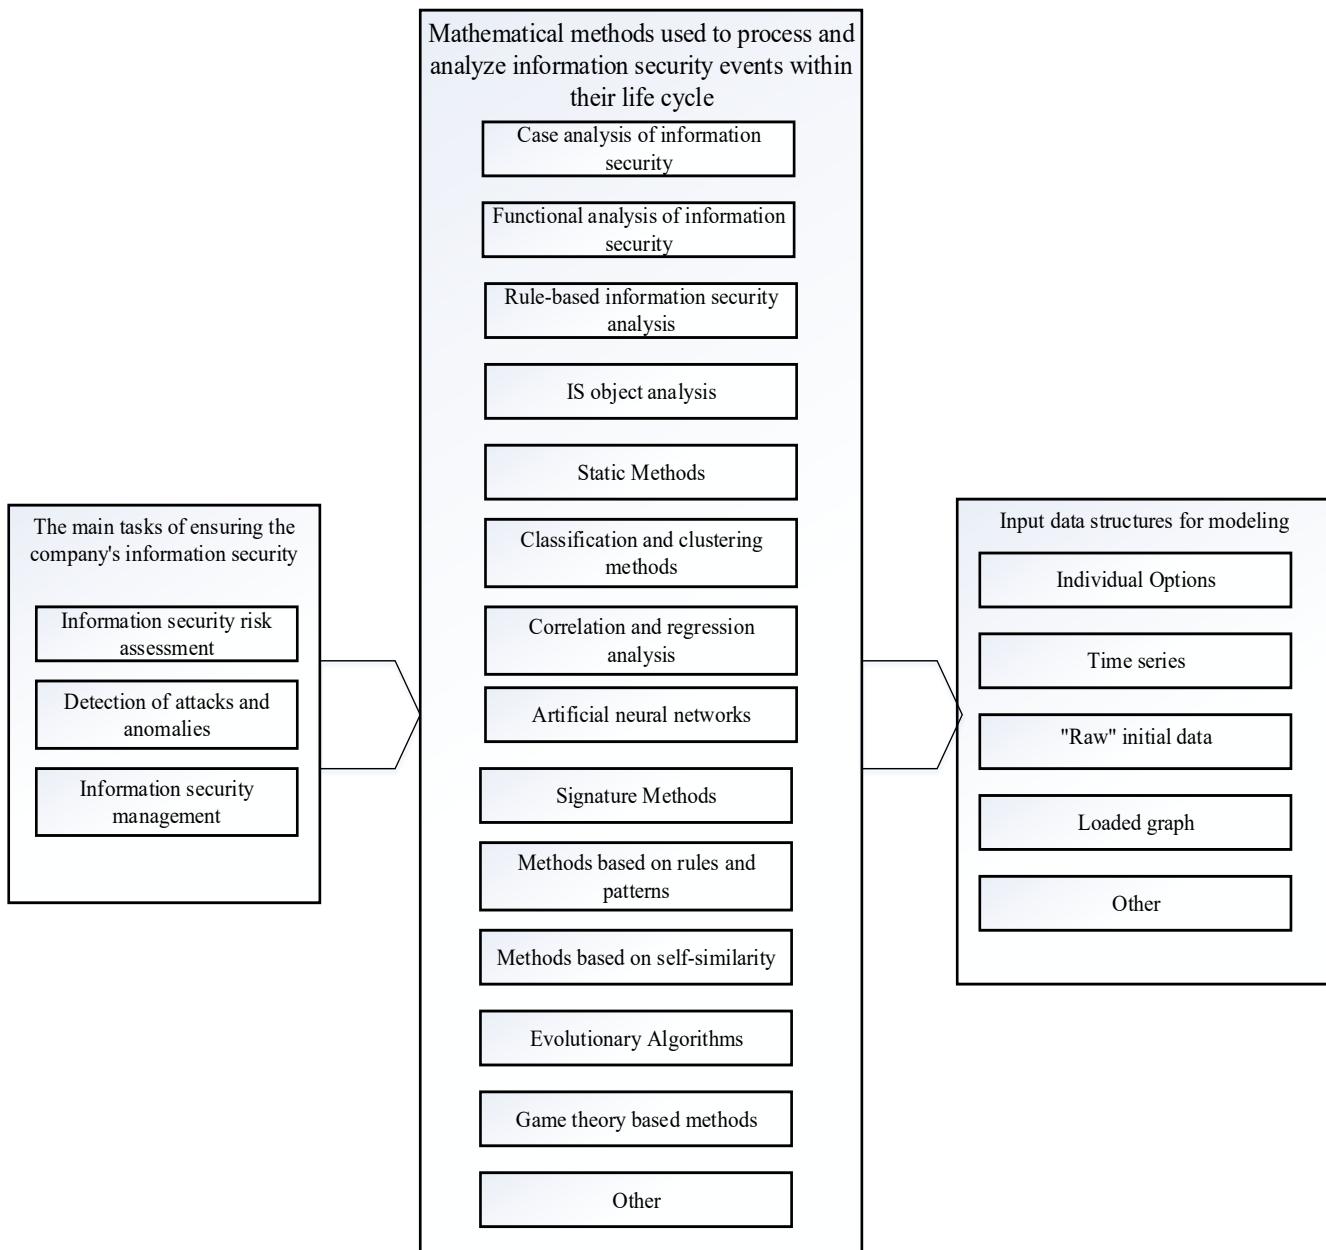 The main tasks of ensuring the
company's information security
Information security risk
assessment
Detection of attacks and
anomalies
Information security
management
Mathematical methods used to process and
analyze information security events within
their life cycle
Case analysis of information
security
Functional analysis of information
security
Rule-based information security
analysis
IS object analysis
Static Methods
Classification and clustering
methods
Correlation and regression
analysis
Artificial neural networks
Signature Methods
Methods based on rules and
patterns
Methods based on self-similarity
Evolutionary Algorithms
Game theory based methods
Other
Input data structures for modeling
Individual Options
Time series
"Raw" initial data
Loaded graph
Other